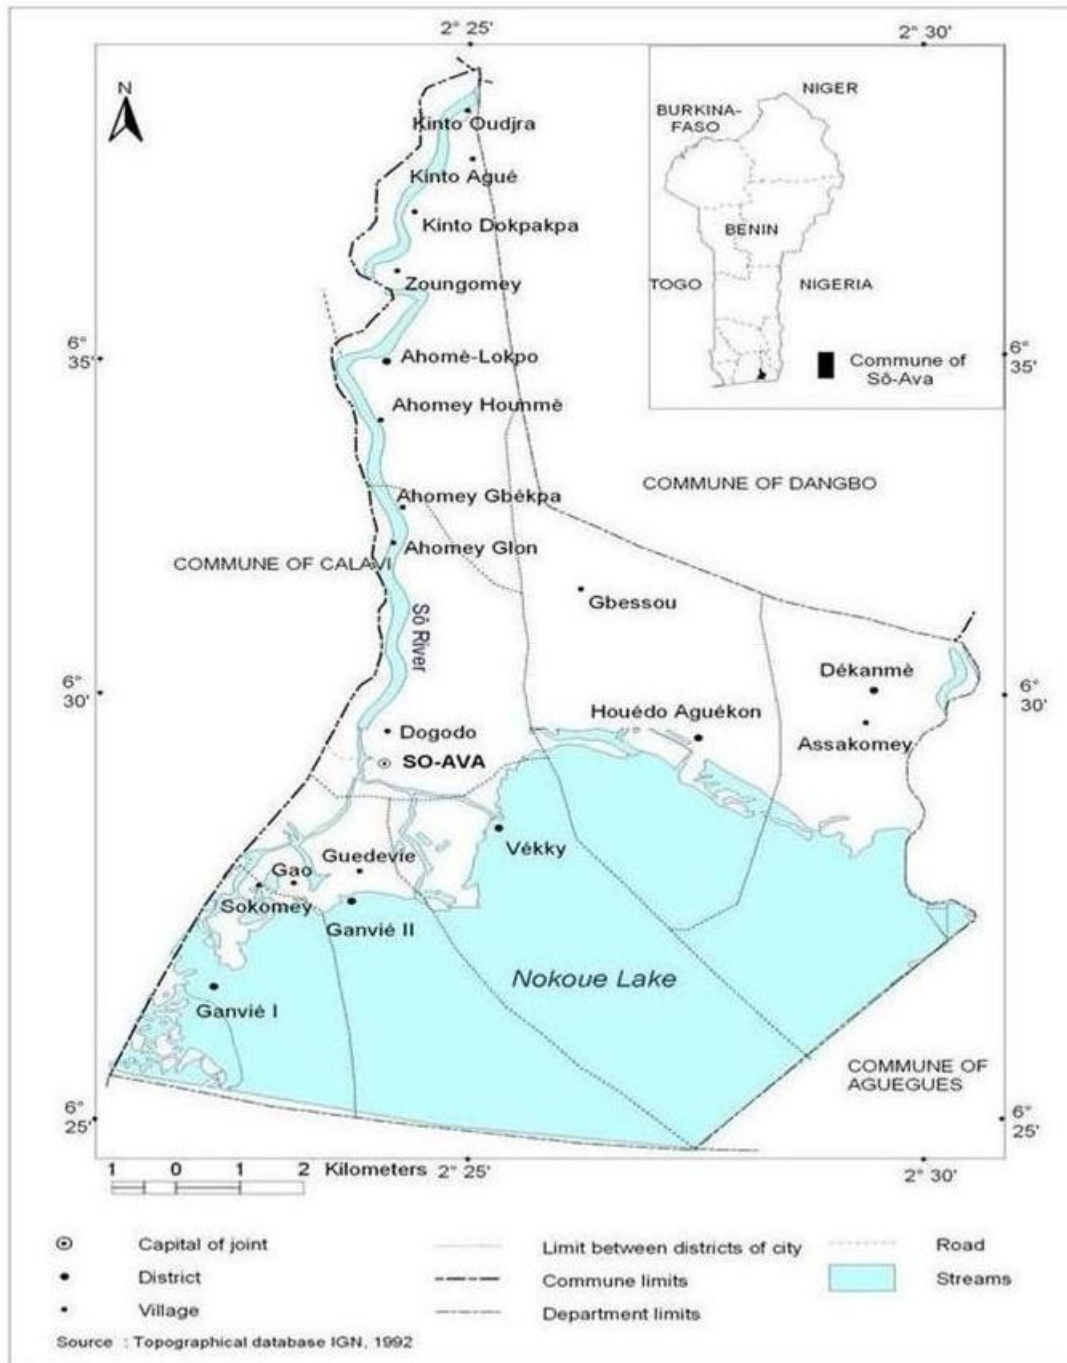 2° 25'
2° 30'
N
NIGER
BURKINA-
FASO
BENIN
TOGO
NIGERIA
Commune of
Sô-Ava
Kinto Oudjra
Kinto Agué
Kinto Dokpakpa
Zoungomey
6°
35'
6°
35'
Ahomè-Lokpo
Ahomey Hounmè
COMMUNE OF DANGBO
Ahomey Gbékpa
Ahomey Glon
COMMUNE OF CALAVI
Gbessou
Sô River
Dékanmè
6°
30'
6°
30'
Houédo Aguékon
Dogodo
Assakomey
SO-AVA
Vékky
Guedevie
Gao
Sokomey
Ganvié II
Nokoue Lake
Ganvié I
COMMUNE OF
AGUEGUES
6°
25'
6°
25'
1 0 1 2 Kilometers
2° 25'
2° 30'
Capital of joint
Limit between districts of city
Road
District
Commune limits
Streams
Village
Department limits
Source : Topographical database IGN, 1992